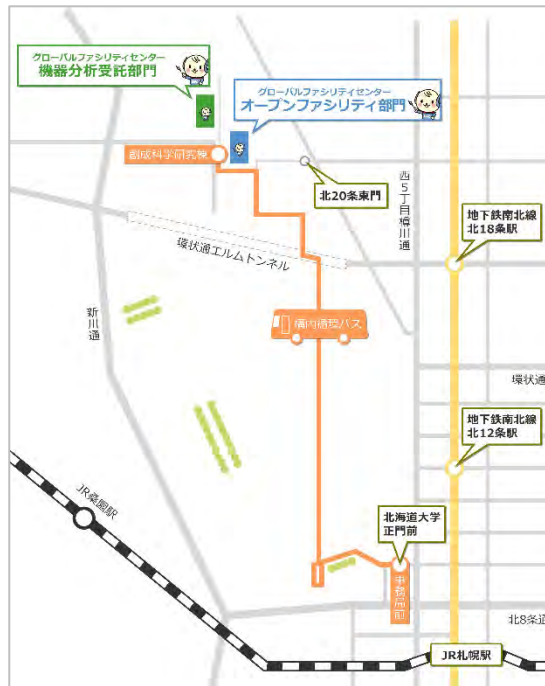 グローバルファシリティセンター
機器分析受託部門
グローバルファシリティセンター
オープンファシリティ部門
創成科学研究棟
北20条東門
西5丁目樽川通
地下鉄南北線
北18条駅
環状通エルムトンネル
新川通
構内循環バス
環状通
地下鉄南北線
北12条駅
JR桑園駅
北海道大学
正門前
事務局前
北8条通
JR札幌駅